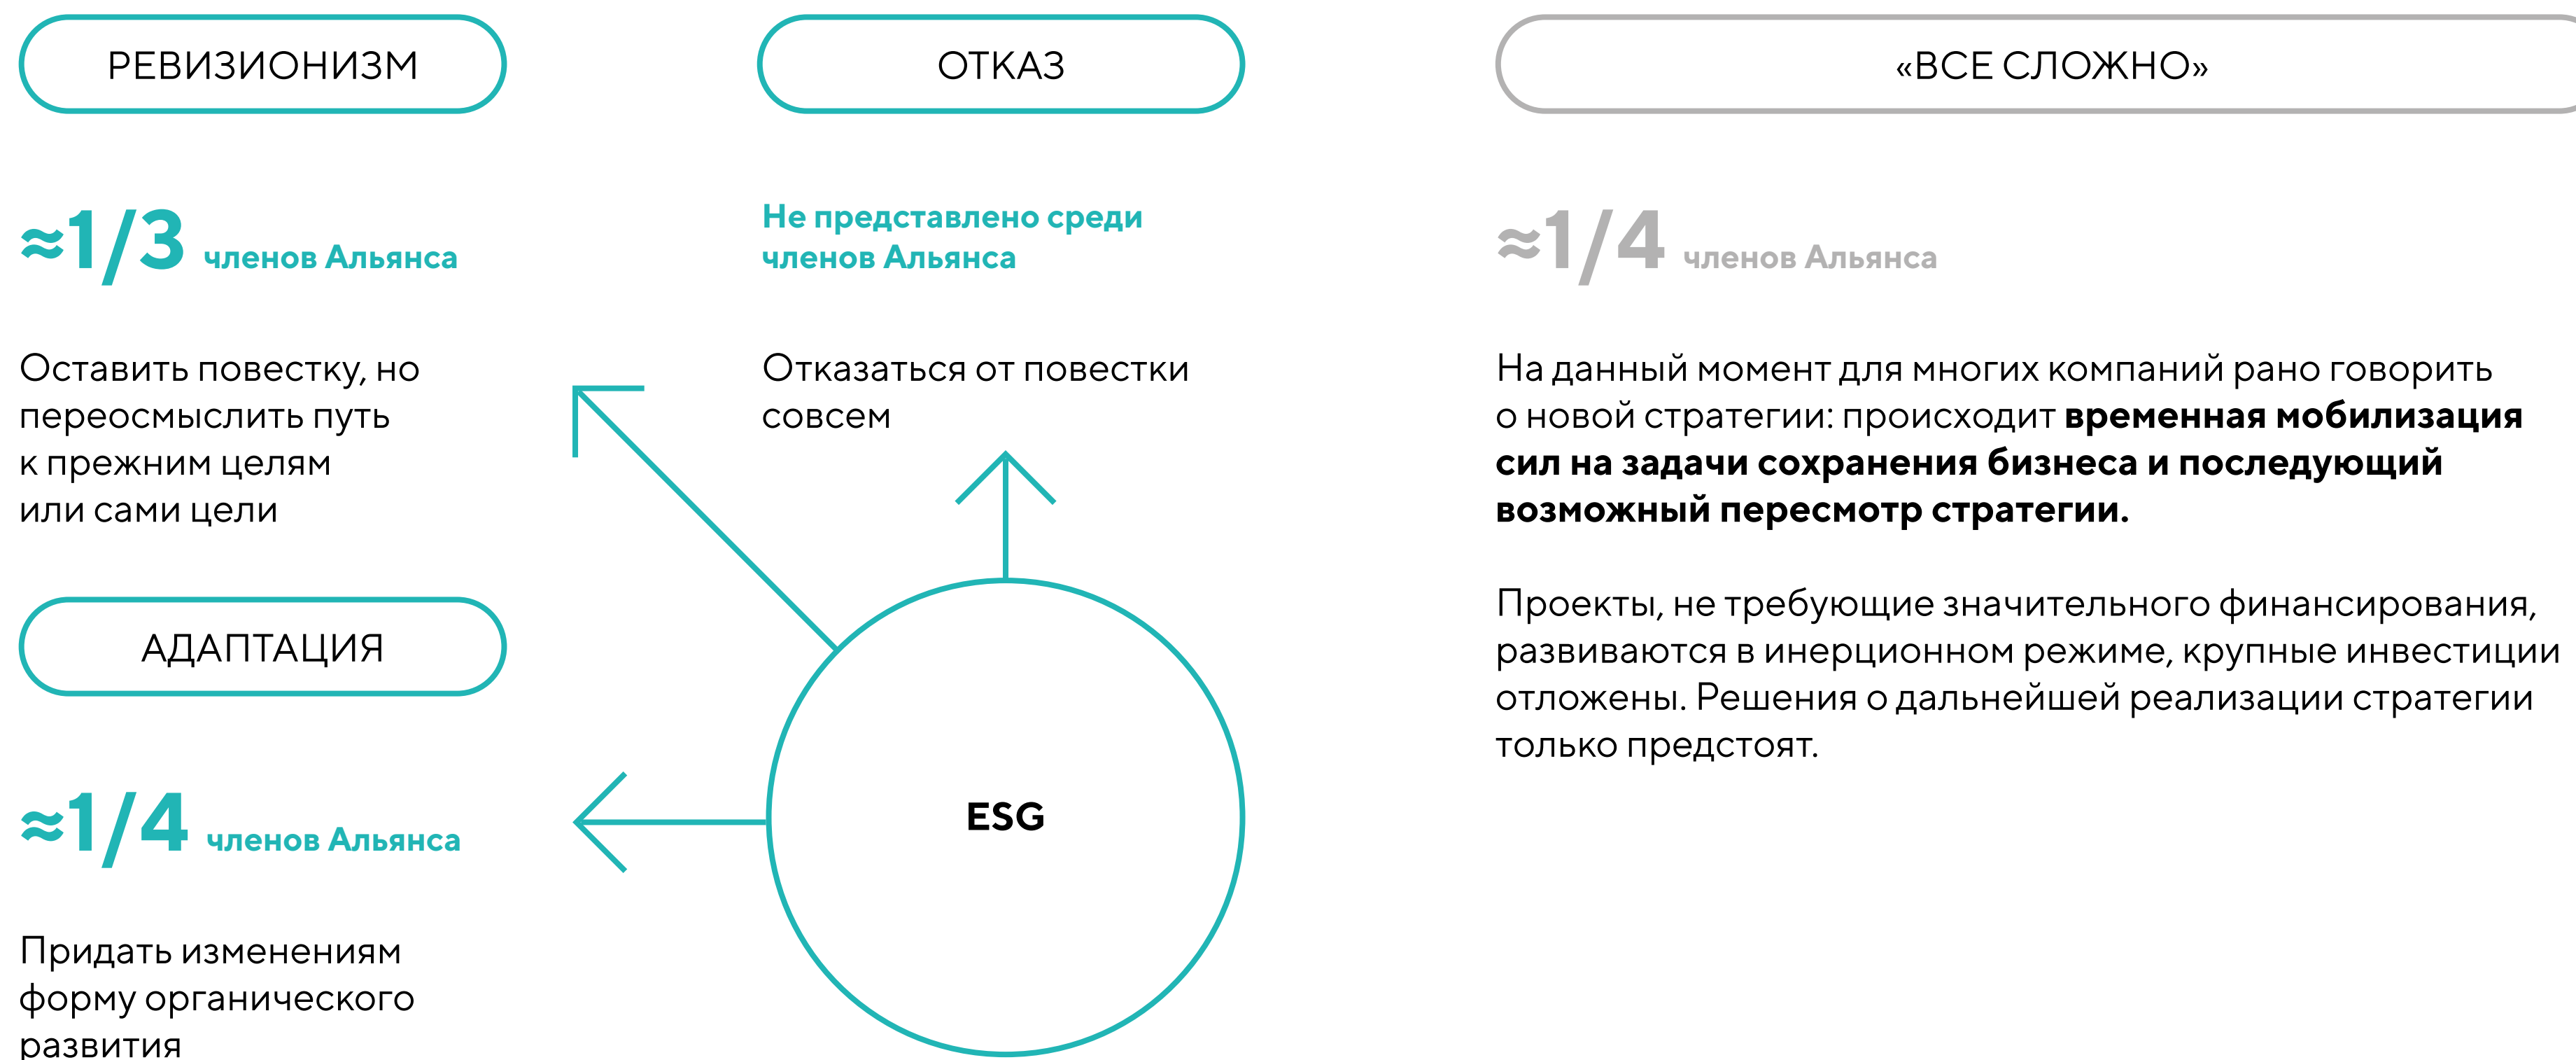 РЕВИЗИОНИЗМ
≈1/3 членов Альянса
Оставить повестку, но
переосмыслить путь
к прежним целям
или сами цели
АДАПТАЦИЯ
≈1/4 членов Альянса
Придать изменениям
форму органического
развития
ОТКАЗ
Не представлено среди
членов Альянса
Отказаться от повестки
совсем
ESG
«ВСЕ СЛОЖНО»
≈1/4 членов Альянса
На данный момент для многих компаний рано говорить
о новой стратегии: происходит временная мобилизация
сил на задачи сохранения бизнеса и последующий
возможный пересмотр стратегии.
Проекты, не требующие значительного финансирования,
развиваются в инерционном режиме, крупные инвестиции
отложены. Решения о дальнейшей реализации стратегии
только предстоят.